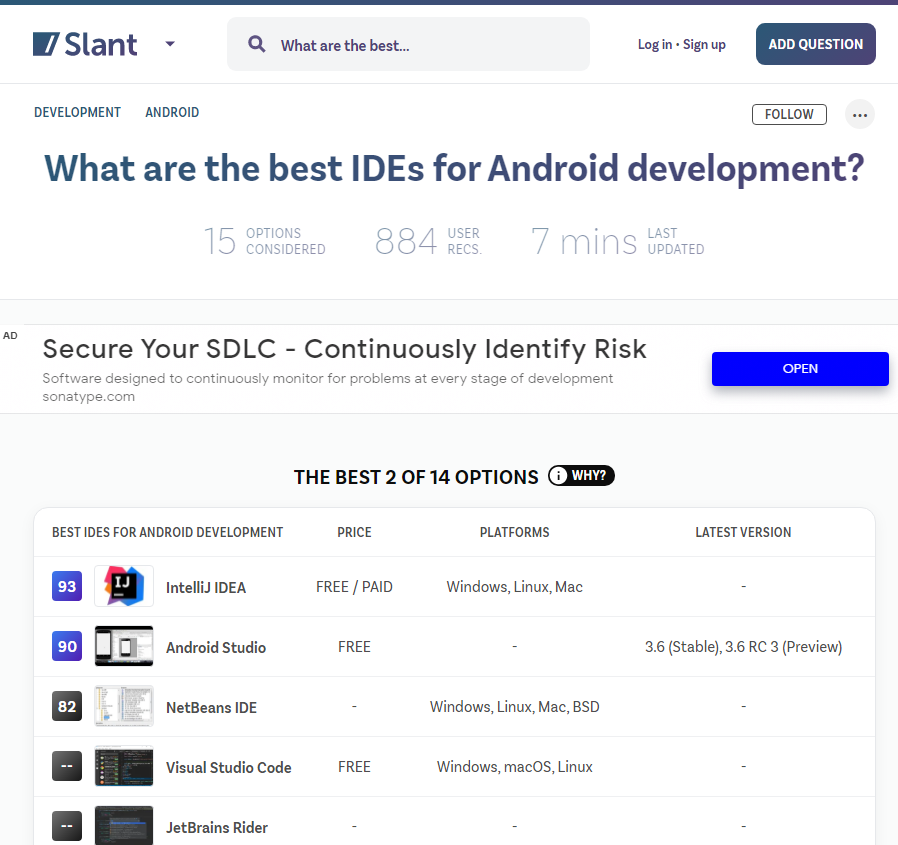 Slant
What are the best...
Log in • Sign up
ADD QUESTION
DEVELOPMENT ANDROID
FOLLOW
...
What are the best IDEs for Android development?
15 OPTIONS CONSIDERED
884 USER RECS.
7 mins LAST UPDATED
AD
Secure Your SDLC - Continuously Identify Risk
Software designed to continuously monitor for problems at every stage of development
sonatype.com
OPEN
THE BEST 2 OF 14 OPTIONS i WHY?
BEST IDES FOR ANDROID DEVELOPMENT PRICE PLATFORMS LATEST VERSION
93 IJ IntelliJ IDEA FREE / PAID Windows, Linux, Mac -
90 Android Studio FREE - 3.6 (Stable), 3.6 RC 3 (Preview)
82 NetBeans IDE - Windows, Linux, Mac, BSD -
-- Visual Studio Code FREE Windows, macOS, Linux -
-- JetBrains Rider - - -